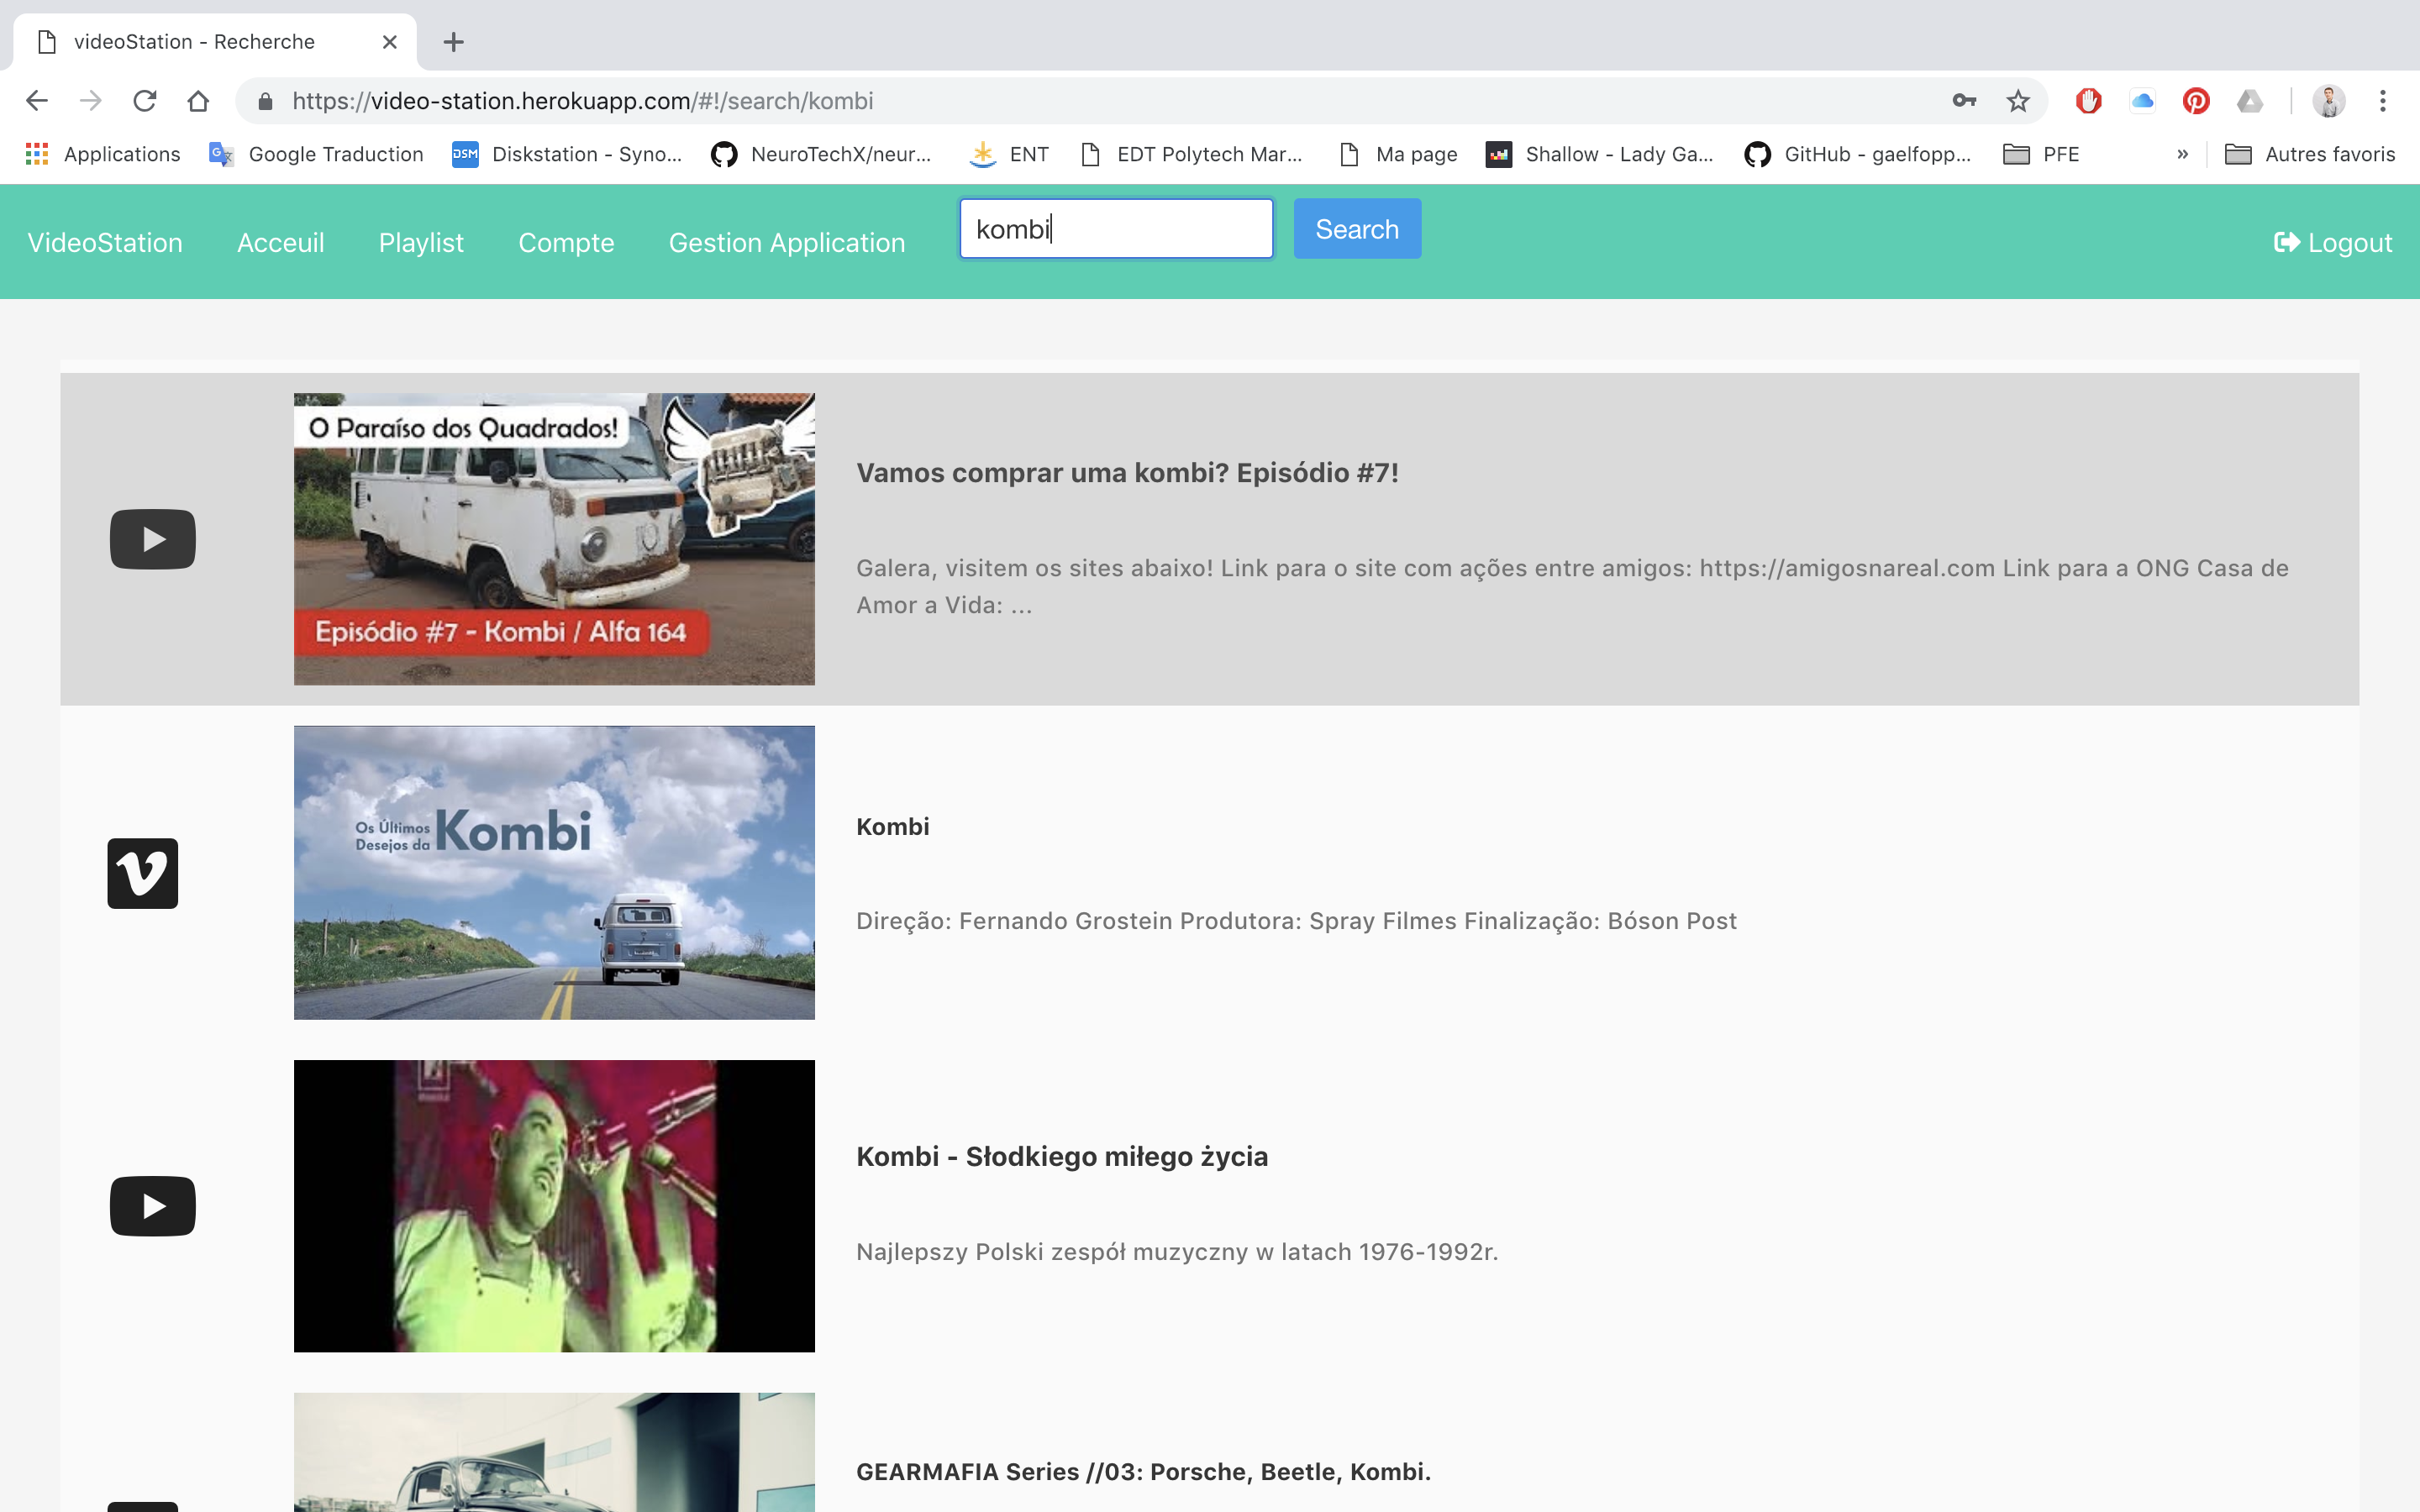 videoStation - Recherche
https://video-station.herokuapp.com/#!/search/kombi
Applications
Google Traduction
DSM
Diskstation - Syno...
NeuroTechX/neur...
ENT
EDT Polytech Mar...
Ma page
Shallow - Lady Ga...
GitHub - gaelfopp...
PFE
»
Autres favoris
VideoStation
Acceuil
Playlist
Compte
Gestion Application
kombi
Search
Logout
O Paraíso dos Quadrados!
Episódio #7 - Kombi / Alfa 164
Vamos comprar uma kombi? Episódio #7!
Galera, visitem os sites abaixo! Link para o site com ações entre amigos: https://amigosnareal.com Link para a ONG Casa de
Amor a Vida: ...
Os Últimos
Desejos da Kombi
Kombi
Direção: Fernando Grostein Produtora: Spray Filmes Finalização: Bóson Post
Kombi - Słodkiego miłego życia
Najlepszy Polski zespół muzyczny w latach 1976-1992r.
GEARMAFIA Series //03: Porsche, Beetle, Kombi.